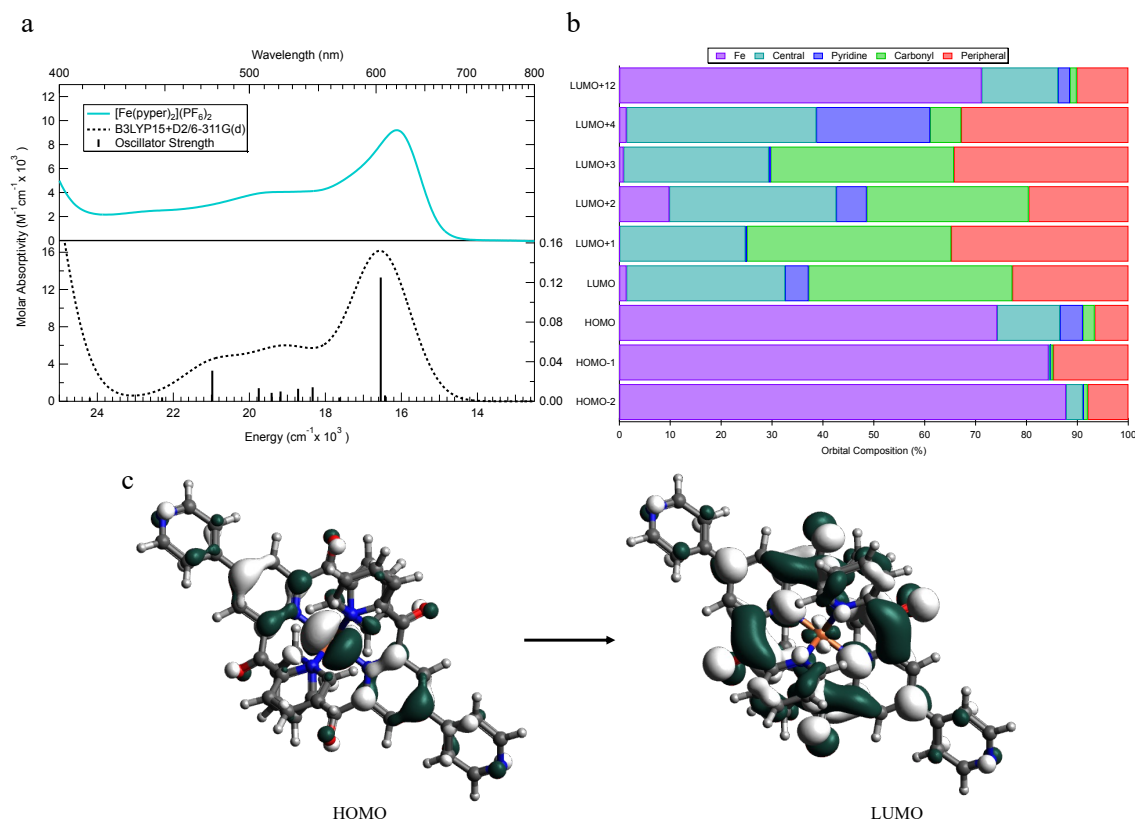 a
Wavelength (nm)
400 500 600 700 800
12
10
8
6
4
2
0
[Fe(pyper)2](PF6)2
B3LYP15+D2/6-311G(d)
Oscillator Strength
Molar Absorptivity (M-1 cm-1 x 10^3)
16
12
8
4
0
0.16
0.12
0.08
0.04
0.00
24 22 20 18 16 14
Energy (cm-1 x 10^3)
b
Fe Central Pyridine Carbonyl Peripheral
LUMO+12
LUMO+4
LUMO+3
LUMO+2
LUMO+1
LUMO
HOMO
HOMO-1
HOMO-2
0 10 20 30 40 50 60 70 80 90 100
Orbital Composition (%)
c
HOMO
LUMO